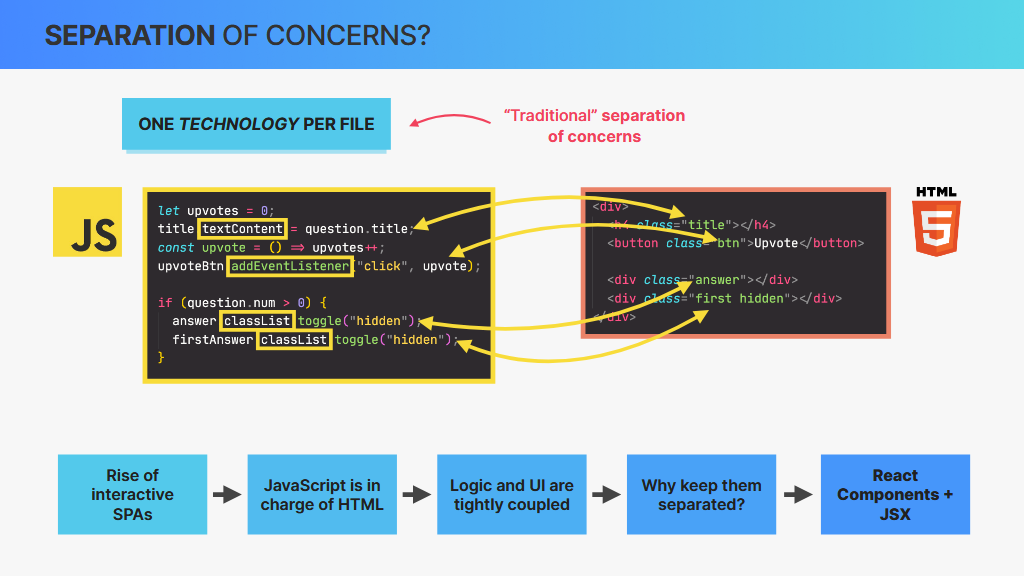 SEPARATION OF CONCERNS?
ONE TECHNOLOGY PER FILE
“Traditional” separation
of concerns
JS
let upvotes = 0;
title textContent = question.title;
const upvote = () => upvotes++;
upvoteBtn addEventListener("click", upvote);
if (question.num > 0) {
answer classList toggle("hidden");
firstAnswer classList toggle("hidden");
}
HTML
5
<div>
<h4 class="title"></h4>
<button class="btn">Upvote</button>
<div class="answer"></div>
<div class="first hidden"></div>
</div>
Rise of
interactive
SPAs
JavaScript is in
charge of HTML
Logic and UI are
tightly coupled
Why keep them
separated?
React
Components +
JSX